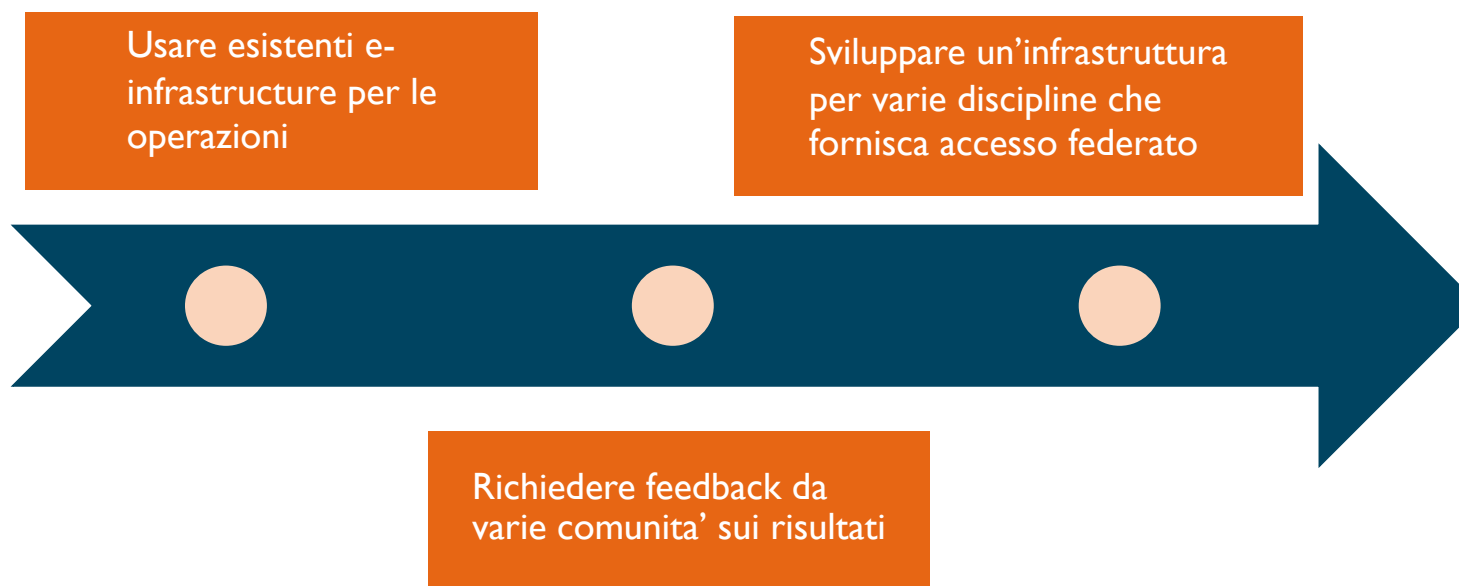 Usare esistenti e-
infrastructure per le
operazioni
Richiedere feedback da
varie comunita’ sui risultati
Sviluppare un’infrastruttura
per varie discipline che
fornisca accesso federato